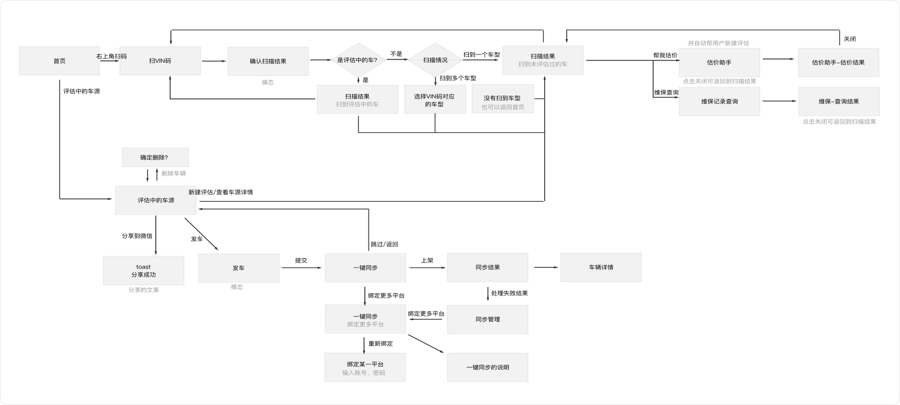 首页
右上角扫码
扫VIN码
确认扫描结果
模态
是评估中的车?
不是
是
扫描情况
扫到一个车型
扫到多个车型
扫描结果
扫到未评估过的车
扫描结果
扫到评估中的车
选择VIN码对应
的车型
没有扫到车型
也可以返回首页
帮我估价
并自动帮用户新建评估
估价助手
点击关闭可返回到扫描结果
关闭
估价助手-估价结果
维保查询
维保记录查询
维保-查询结果
点击关闭可返回到扫描结果
评估中的车源
确定删除?
删除车辆
评估中的车源
新建评估/查看车源详情
分享到微信
发车
toast
分享成功
分享的文案
发车
模态
提交
跳过/返回
一键同步
上架
同步结果
车辆详情
绑定更多平台
处理失败结果
一键同步
绑定更多平台
绑定更多平台
同步管理
重新绑定
绑定某一平台
输入账号、密码
一键同步的说明